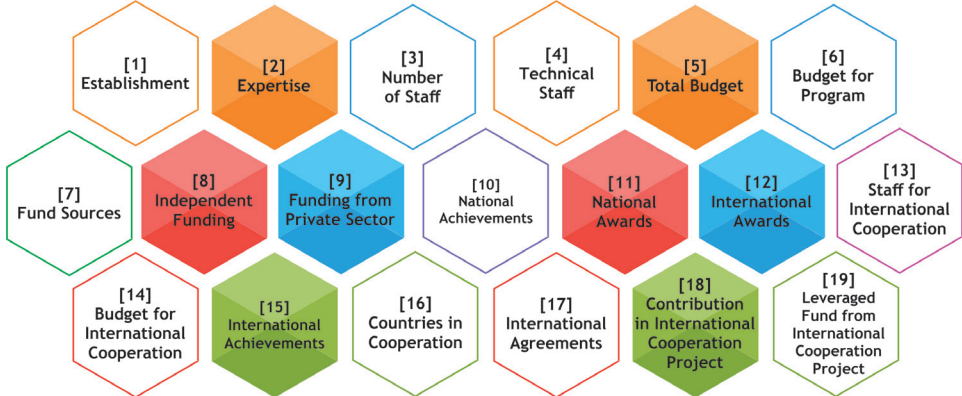 [1]
Establishment
[2]
Expertise
[3]
Number
of Staff
[4]
Technical
Staff
[5]
Total Budget
[6]
Budget for
Program
[7]
Fund Sources
[8]
Independent
Funding
[9]
Funding from
Private Sector
[10]
National
Achievements
[11]
National
Awards
[12]
International
Awards
[13]
Staff for
International
Cooperation
[14]
Budget for
International
Cooperation
[15]
International
Achievements
[16]
Countries in
Cooperation
[17]
International
Agreements
[18]
Contribution
in International
Cooperation
Project
[19]
Leveraged
Fund from
International
Cooperation
Project